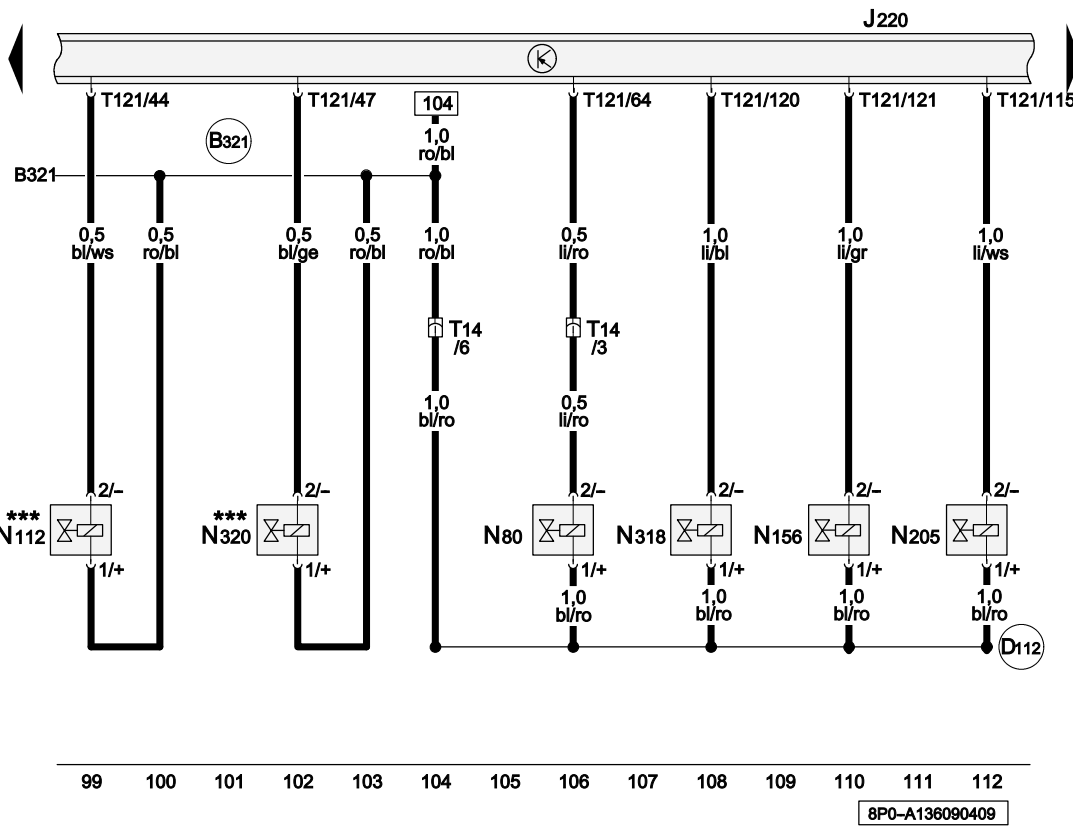 J220
T121/44
T121/47
104
T121/64
T121/120
T121/121
T121/115
B321
1,0
ro/bl
B321
0,5
bl/ws
0,5
ro/bl
0,5
bl/ge
0,5
ro/bl
1,0
ro/bl
0,5
li/ro
1,0
li/bl
1,0
li/gr
1,0
li/ws
T14
/6
T14
/3
1,0
bl/ro
0,5
li/ro
2/–
2/–
2/–
2/–
2/–
2/–
***
N112
***
N320
N80
N318
N156
N205
1/+
1/+
1/+
1/+
1/+
1/+
1,0
bl/ro
1,0
bl/ro
1,0
bl/ro
1,0
bl/ro
D112
99 100 101 102 103 104 105 106 107 108 109 110 111 112
8P0–A136090409